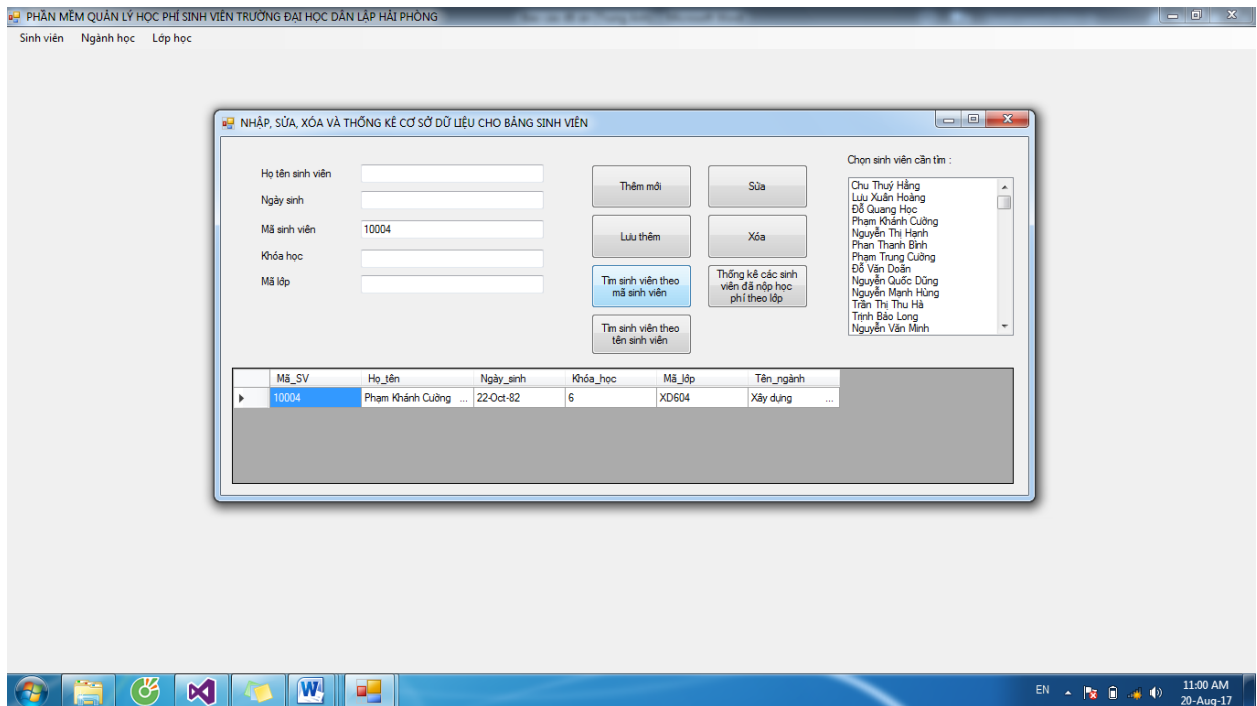 PHẦN MỀM QUẢN LÝ HỌC PHÍ SINH VIÊN TRƯỜNG ĐẠI HỌC DÂN LẬP HẢI PHÒNG
Sinh viên Ngành học Lớp học
NHẬP, SỬA, XÓA VÀ THỐNG KÊ CƠ SỞ DỮ LIỆU CHO BẢNG SINH VIÊN
Họ tên sinh viên
Ngày sinh
Mã sinh viên 10004
Khóa học
Mã lớp
Thêm mới
Sửa
Lưu thêm
Xóa
Tìm sinh viên theo
mã sinh viên
Thống kê các sinh
viên đã nộp học
phí theo lớp
Tìm sinh viên theo
tên sinh viên
Chọn sinh viên cần tìm :
Chu Thuý Hằng
Lưu Xuân Hoàng
Đỗ Quang Học
Phạm Khánh Cường
Nguyễn Thị Hạnh
Phan Thanh Bình
Phạm Trung Cường
Đỗ Văn Doãn
Nguyễn Quốc Dũng
Nguyễn Mạnh Hùng
Trần Thị Thu Hà
Trịnh Bảo Long
Nguyễn Văn Minh
Mã_SV Họ_tên Ngày_sinh Khóa_học Mã_lớp Tên_ngành
10004 Phạm Khánh Cường ... 22-Oct-82 6 XD604 Xây dựng ...
EN 11:00 AM
20-Aug-17